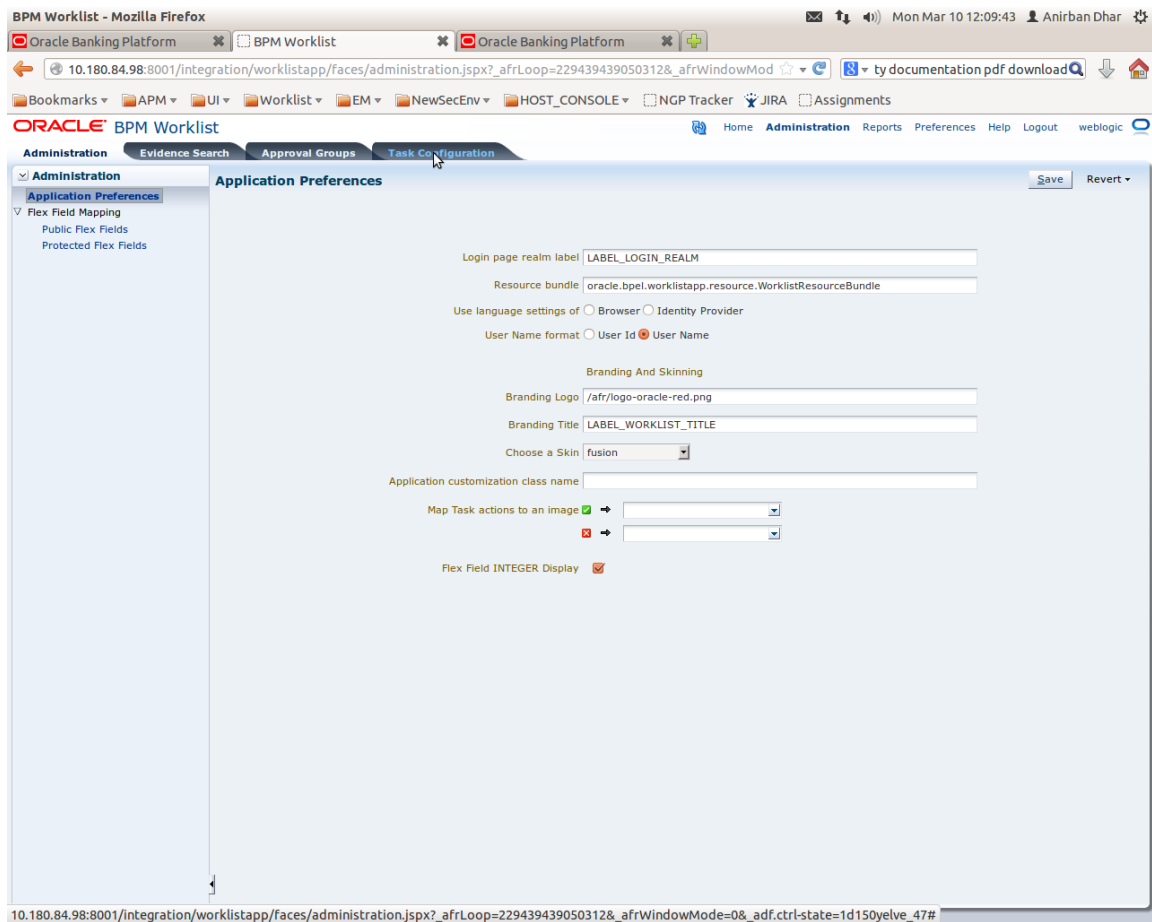 BPM Worklist - Mozilla Firefox
Mon Mar 10 12:09:43 Anirban Dhar
Oracle Banking Platform BPM Worklist Oracle Banking Platform
10.180.84.98:8001/integration/worklistapp/faces/administration.jspx?_afrLoop=229439439050312&_afrWindowMod ty documentation pdf download
Bookmarks APM UI Worklist EM NewSecEnv HOST_CONSOLE NGP Tracker JIRA Assignments
ORACLE BPM Worklist Home Administration Reports Preferences Help Logout weblogic
Administration Evidence Search Approval Groups Task Configuration
Administration
Application Preferences
Flex Field Mapping
Public Flex Fields
Protected Flex Fields
Application Preferences Save Revert
Login page realm label LABEL_LOGIN_REALM
Resource bundle oracle.bpel.worklistapp.resource.WorklistResourceBundle
Use language settings of Browser Identity Provider
User Name format User Id User Name
Branding And Skinning
Branding Logo /afr/logo-oracle-red.png
Branding Title LABEL_WORKLIST_TITLE
Choose a Skin fusion
Application customization class name
Map Task actions to an image
Flex Field INTEGER Display
10.180.84.98:8001/integration/worklistapp/faces/administration.jspx?_afrLoop=229439439050312&_afrWindowMode=0&_adf.ctrl-state=1d150yelve_47#